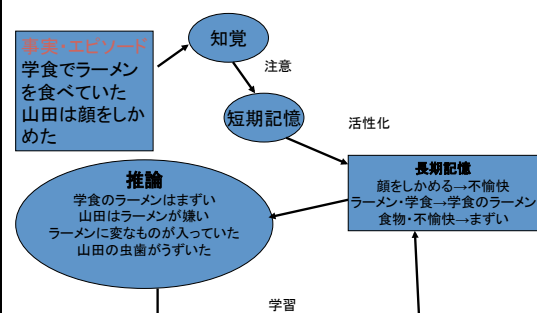 事実・エピソード
学食でラーメン
を食べていた
山田は顔をしか
めた
知覚
注意
短期記憶
活性化
長期記憶
顔をしかめる→不愉快
ラーメン・学食→学食のラーメン
食物・不愉快→まずい
推論
学食のラーメンはまずい
山田はラーメンが嫌い
ラーメンに変なものが入っていた
山田の虫歯がうずいた
学習